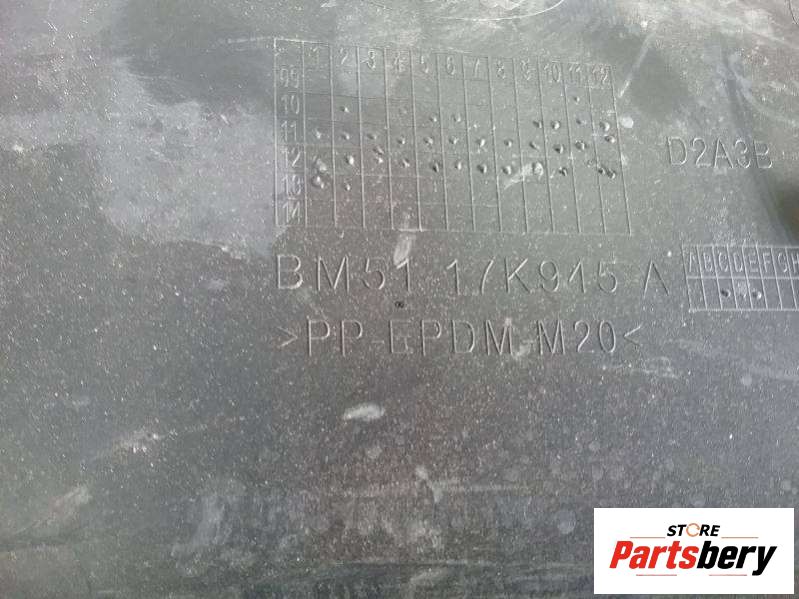 1 2 3 4 5 6 7 8 9 10 11 12
10
11
12
13
14
D2A3B
BM51 17K945 A
A B C D E F G H
>PP-EPDM-M20<
STORE
Partsbery